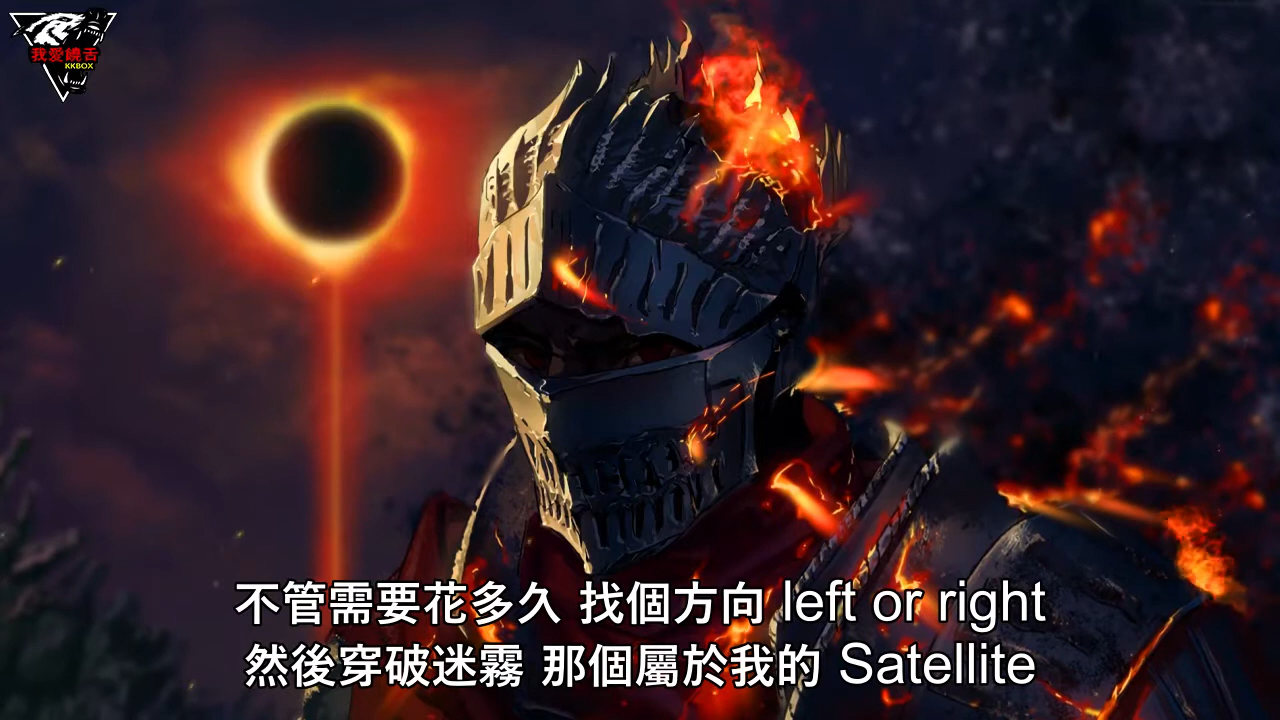 我愛饒舌
KKBOX
不管需要花多久 找個方向 left or right
然後穿破迷霧 那個屬於我的 Satellite